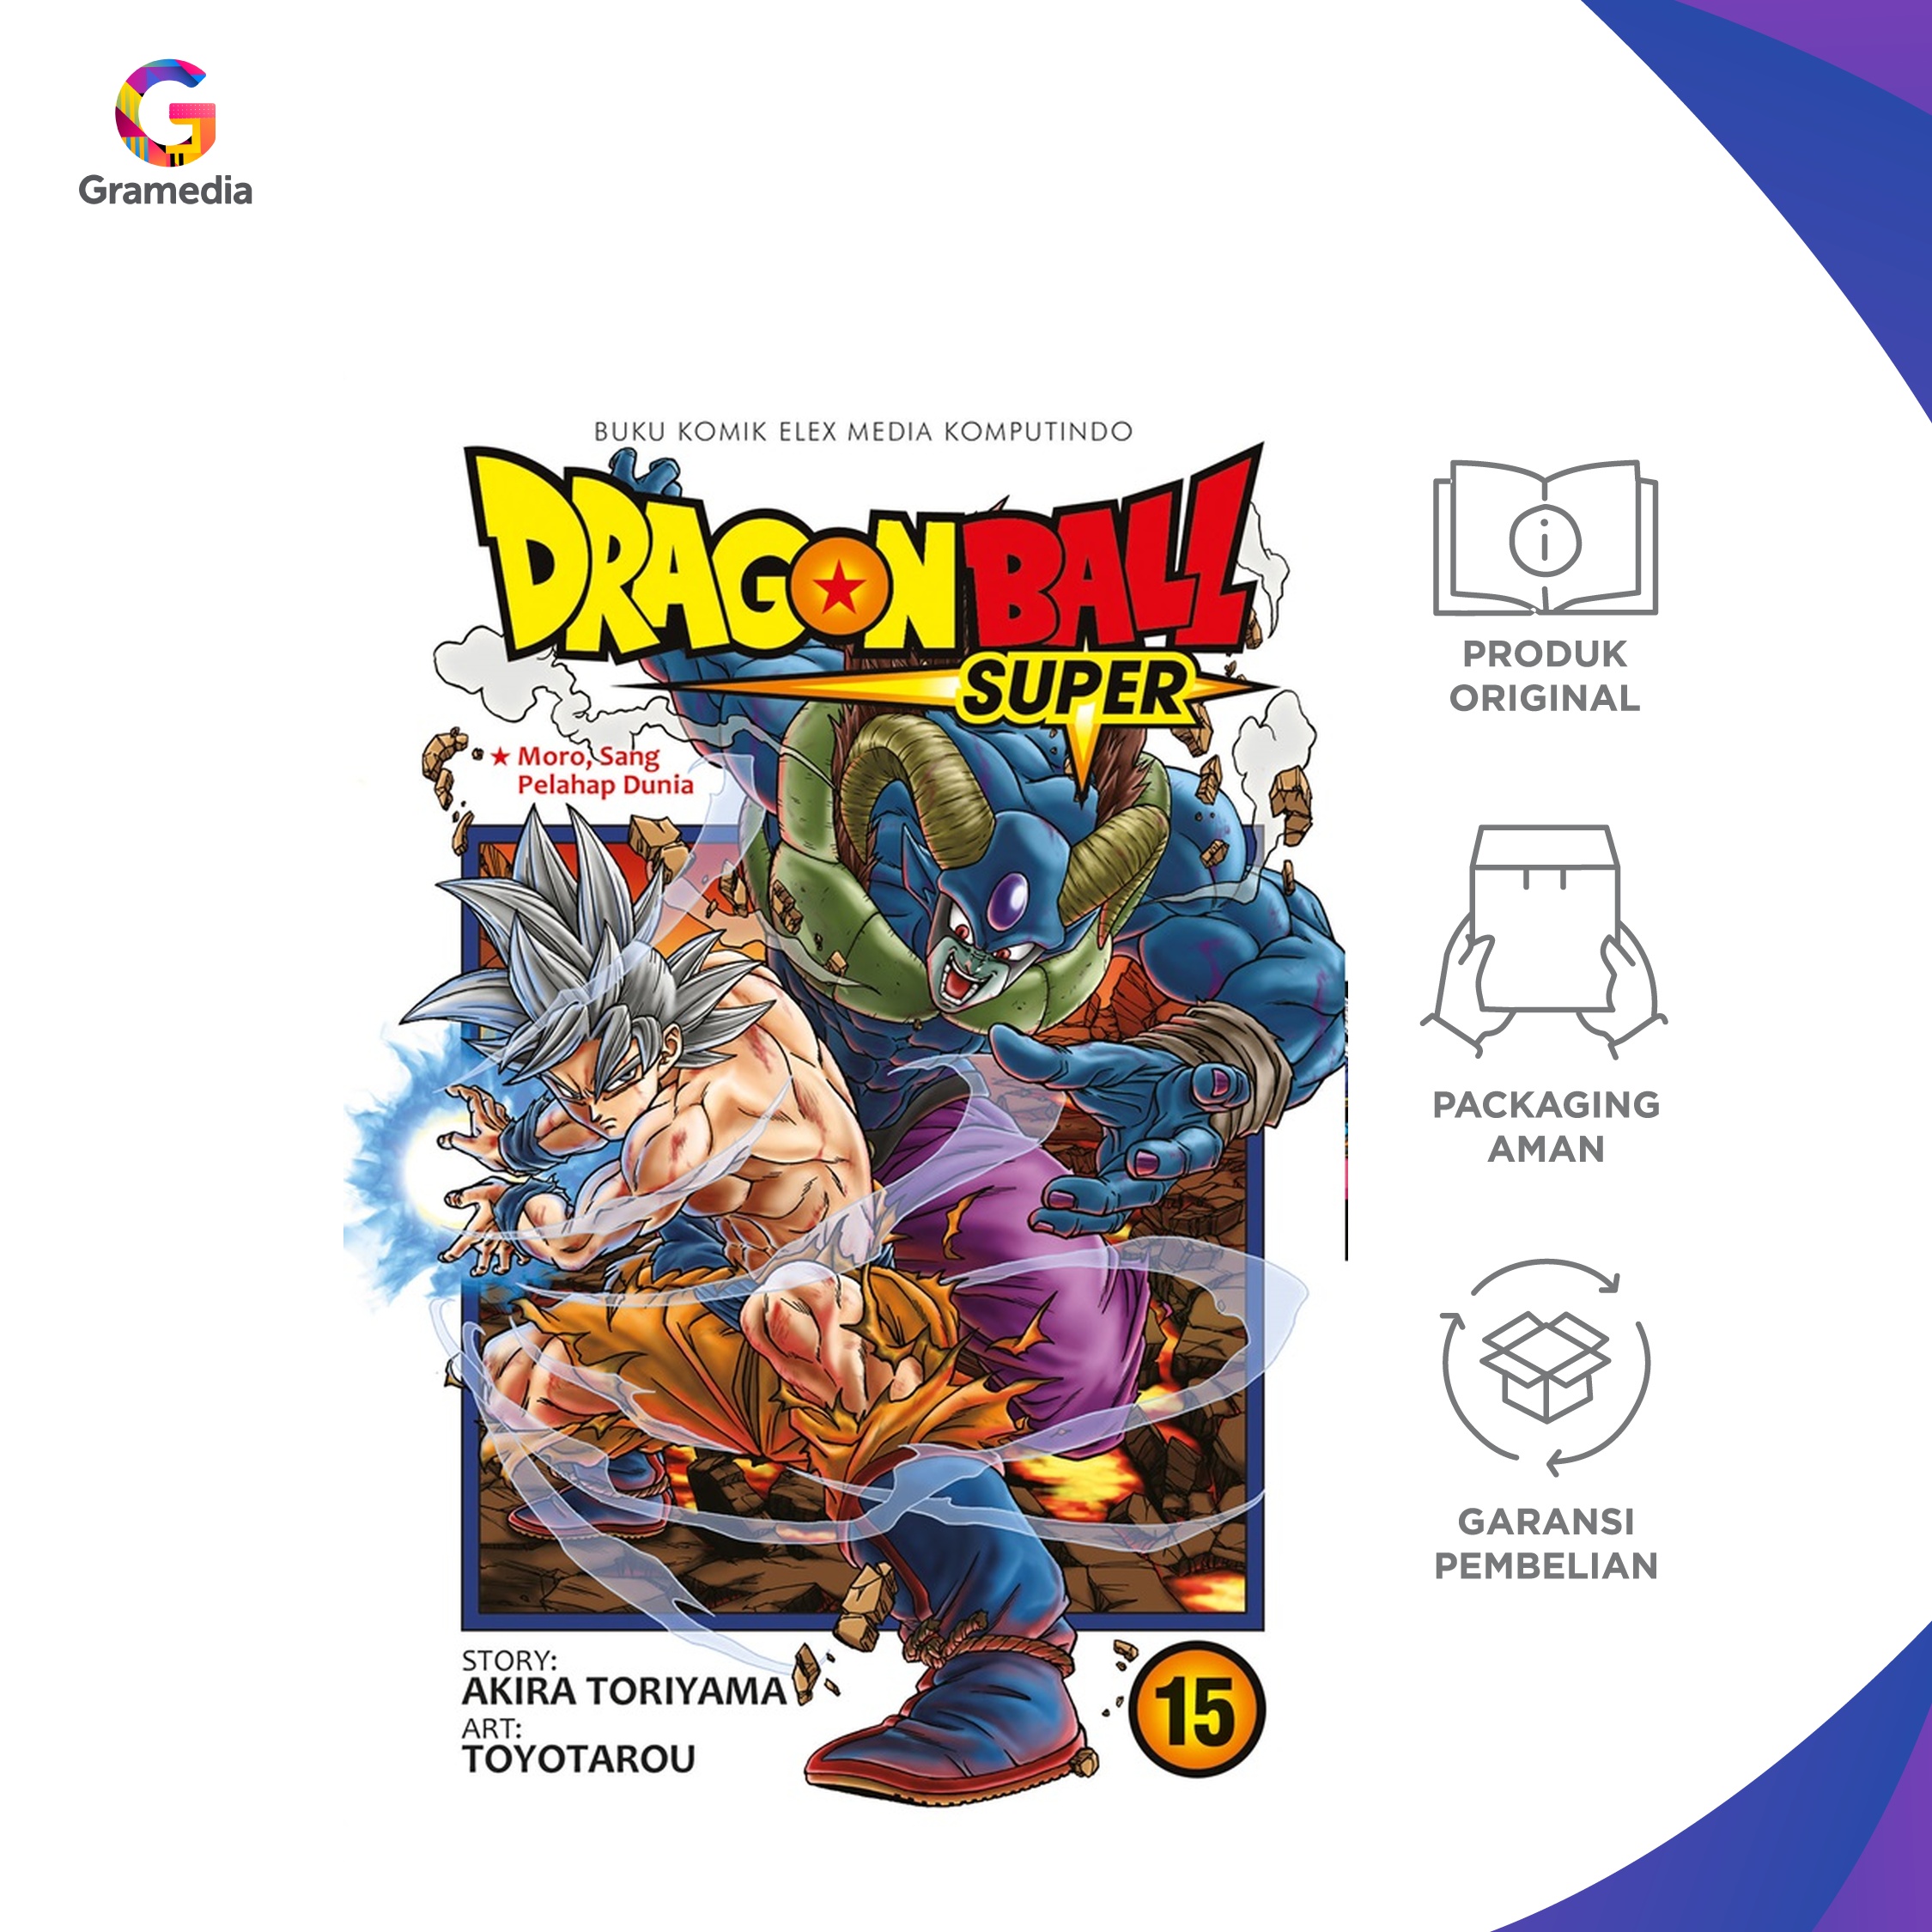 Gramedia
BUKU KOMIK ELEX MEDIA KOMPUTINDO
DRAGON BALL
SUPER
★ Moro, Sang
Pelahap Dunia
STORY:
AKIRA TORIYAMA
ART:
TOYOTAROU
15
PRODUK
ORIGINAL
PACKAGING
AMAN
GARANSI
PEMBELIAN